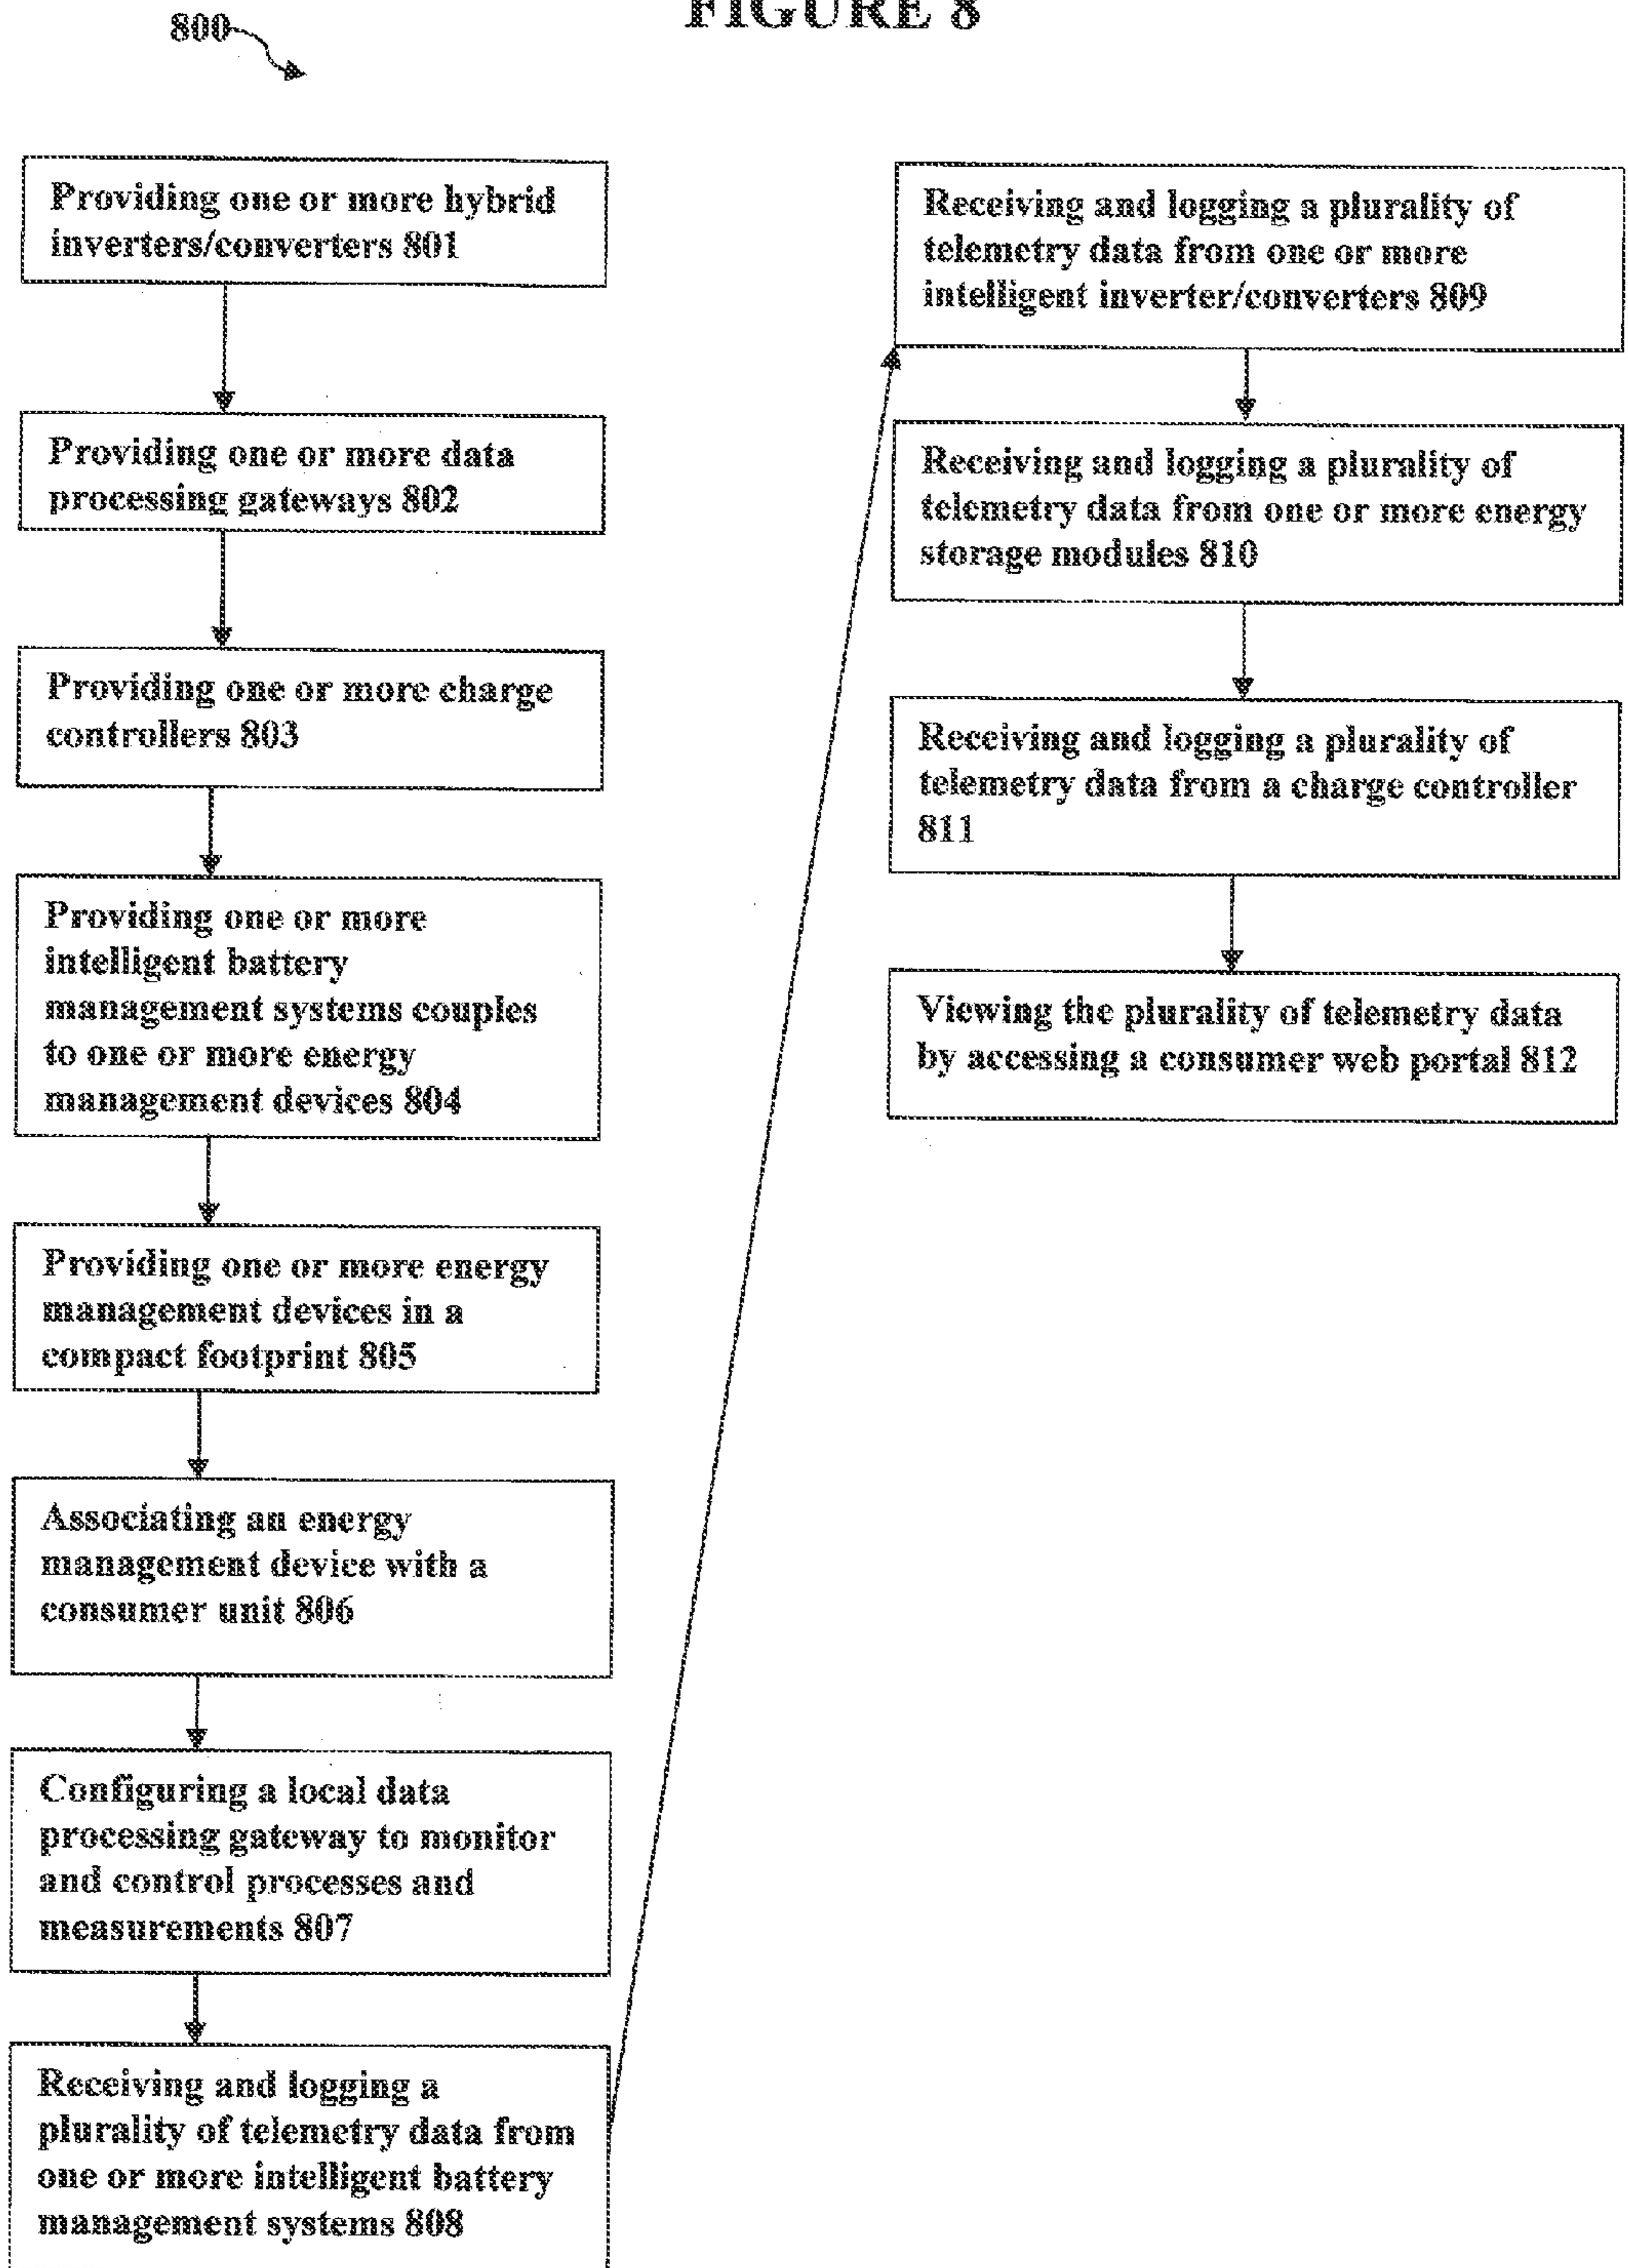 FIGURE 8
800
Providing one or more hybrid
inverters/converters 801
Providing one or more data
processing gateways 802
Providing one or more charge
controllers 803
Providing one or more
intelligent battery
management systems couples
to one or more energy
management devices 804
Providing one or more energy
management devices in a
compact footprint 805
Associating an energy
management device with a
consumer unit 806
Configuring a local data
processing gateway to monitor
and control processes and
measurements 807
Receiving and logging a
plurality of telemetry data from
one or more intelligent battery
management systems 808
Receiving and logging a plurality of
telemetry data from one or more
intelligent inverter/converters 809
Receiving and logging a plurality of
telemetry data from one or more energy
storage modules 810
Receiving and logging a plurality of
telemetry data from a charge controller
811
Viewing the plurality of telemetry data
by accessing a consumer web portal 812